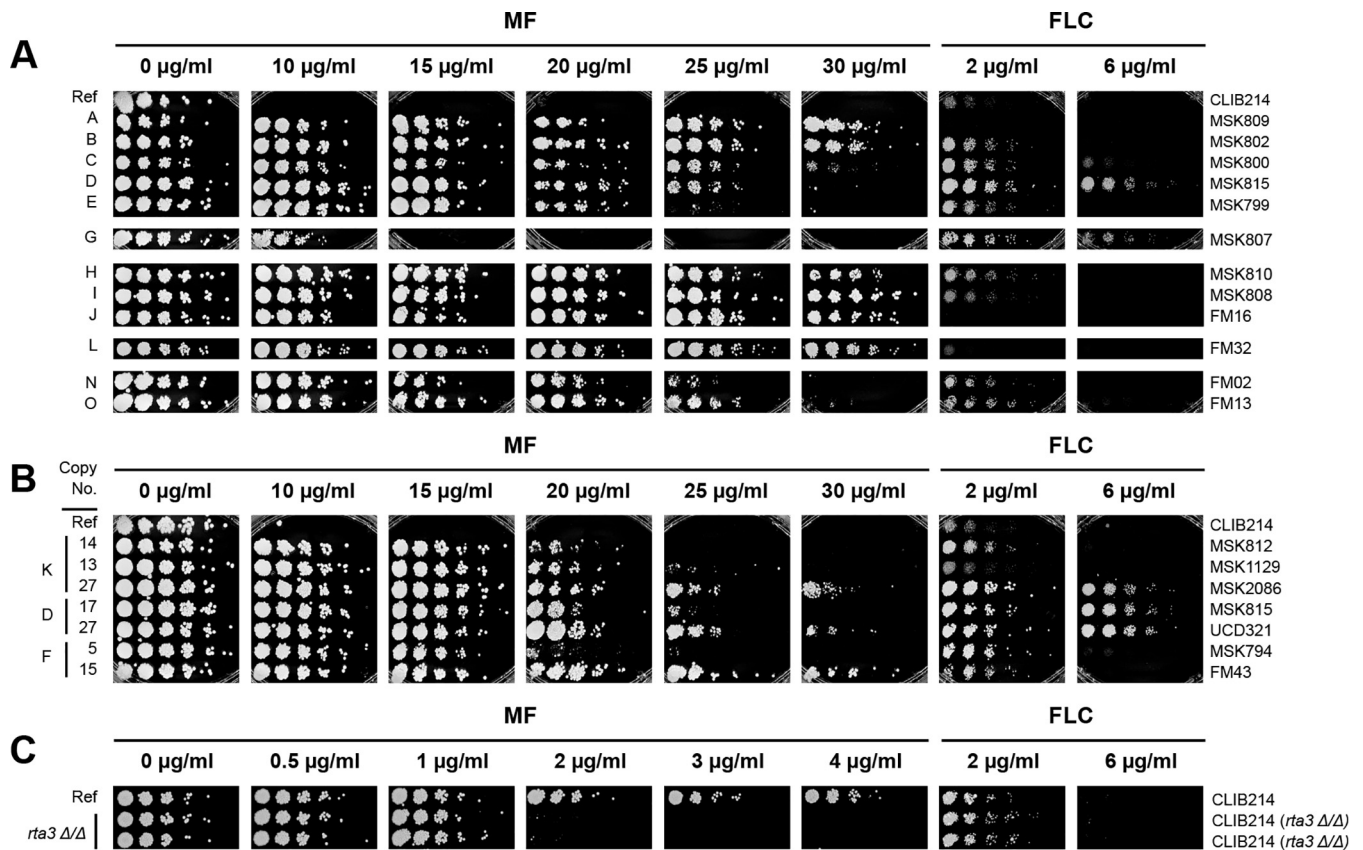 MF FLC
A
0 µg/ml 10 µg/ml 15 µg/ml 20 µg/ml 25 µg/ml 30 µg/ml 2 µg/ml 6 µg/ml
Ref CLIB214
A MSK809
B MSK802
C MSK800
D MSK815
E MSK799
G MSK807
H MSK810
I MSK808
J FM16
L FM32
N FM02
O FM13
MF FLC
B Copy No.
0 µg/ml 10 µg/ml 15 µg/ml 20 µg/ml 25 µg/ml 30 µg/ml 2 µg/ml 6 µg/ml
Ref CLIB214
14 MSK812
K 13 MSK1129
27 MSK2086
D 17 MSK815
27 UCD321
F 5 MSK794
15 FM43
MF FLC
C
0 µg/ml 0.5 µg/ml 1 µg/ml 2 µg/ml 3 µg/ml 4 µg/ml 2 µg/ml 6 µg/ml
Ref CLIB214
rta3 Δ/Δ CLIB214 (rta3 Δ/Δ)
CLIB214 (rta3 Δ/Δ)